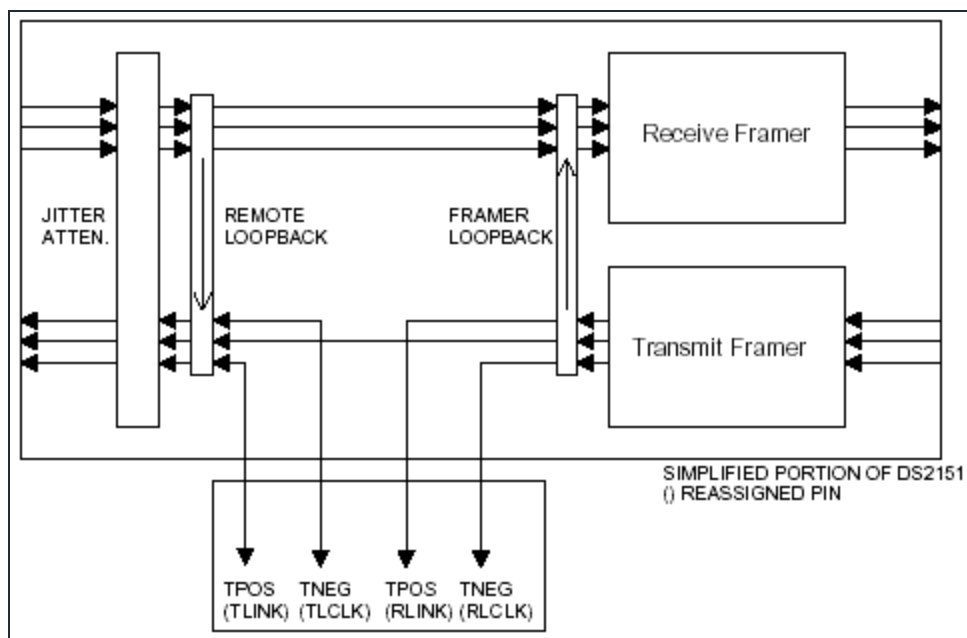 Receive Framer
JITTER
ATTEN.
REMOTE
LOOPBACK
FRAMER
LOOPBACK
Transmit Framer
SIMPLIFIED PORTION OF DS2151
() REASSIGNED PIN
TPOS TNEG TPOS TNEG
(TLINK) (TLCLK) (RLINK) (RLCLK)